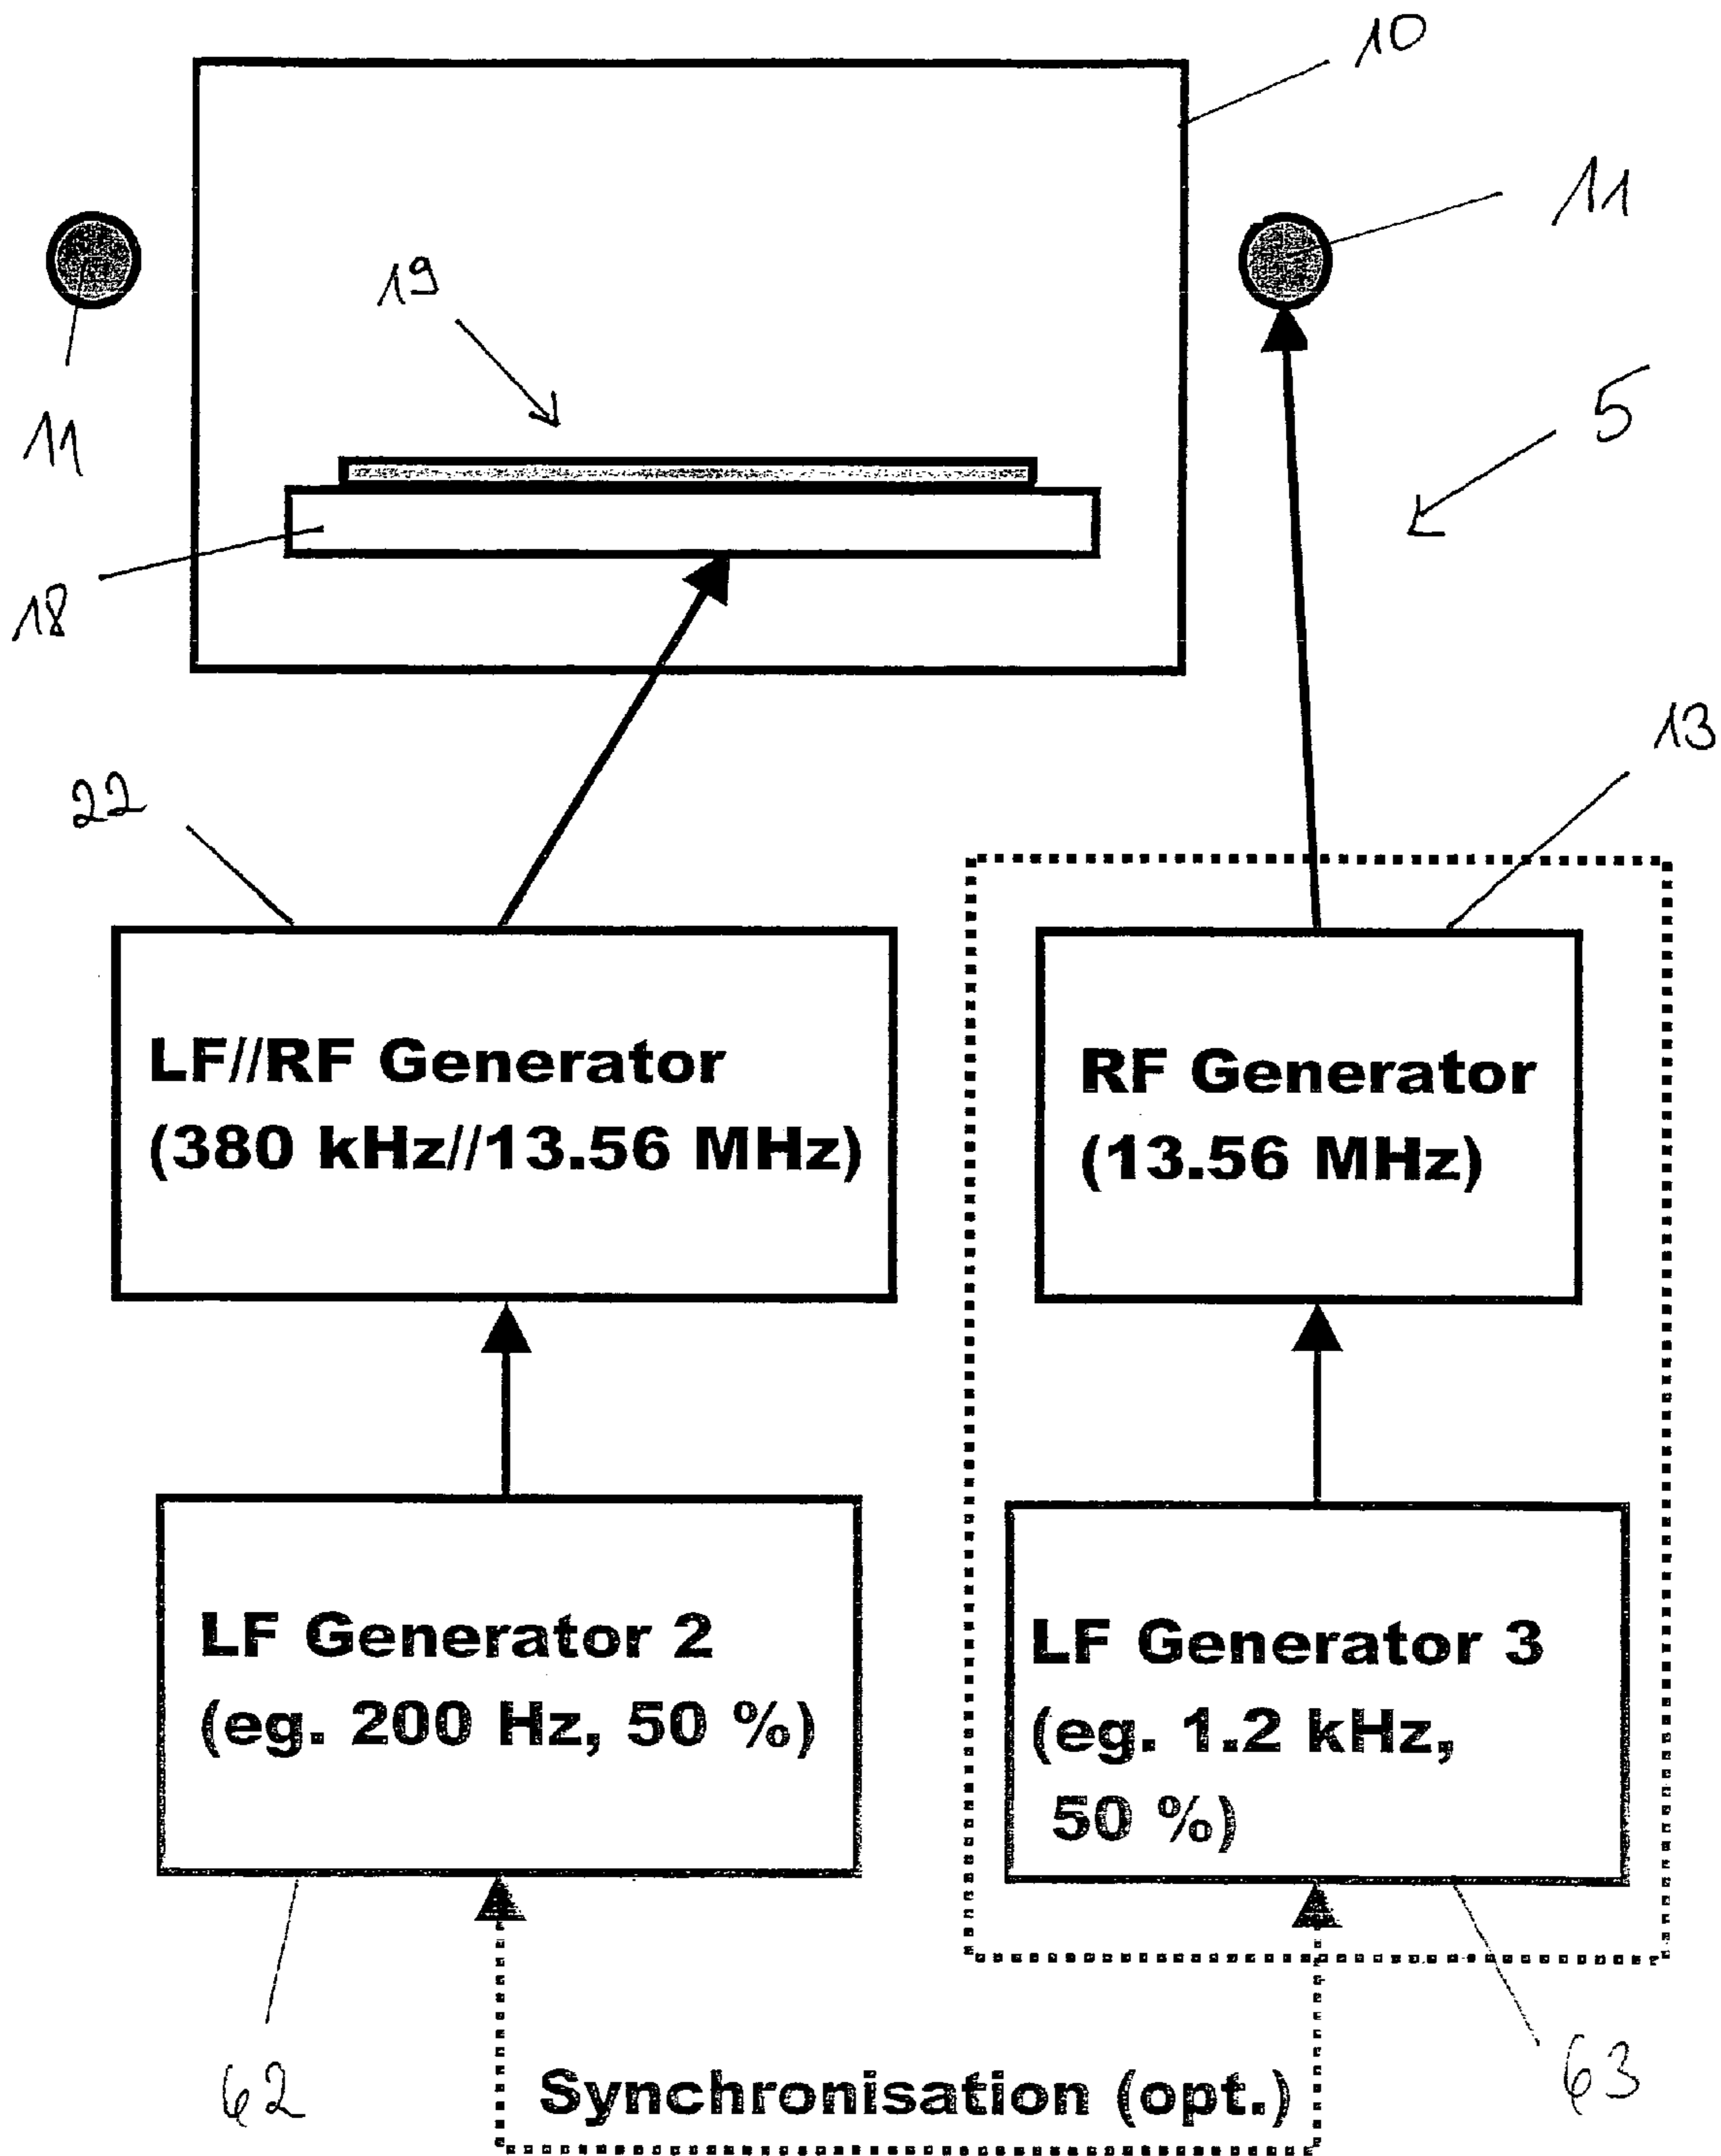 10
11
19
11
5
18
13
22
LF//RF Generator
(380 kHz//13.56 MHz)
RF Generator
(13.56 MHz)
LF Generator 2
(eg. 200 Hz, 50 %)
LF Generator 3
(eg. 1.2 kHz,
50 %)
62
Synchronisation (opt.)
63